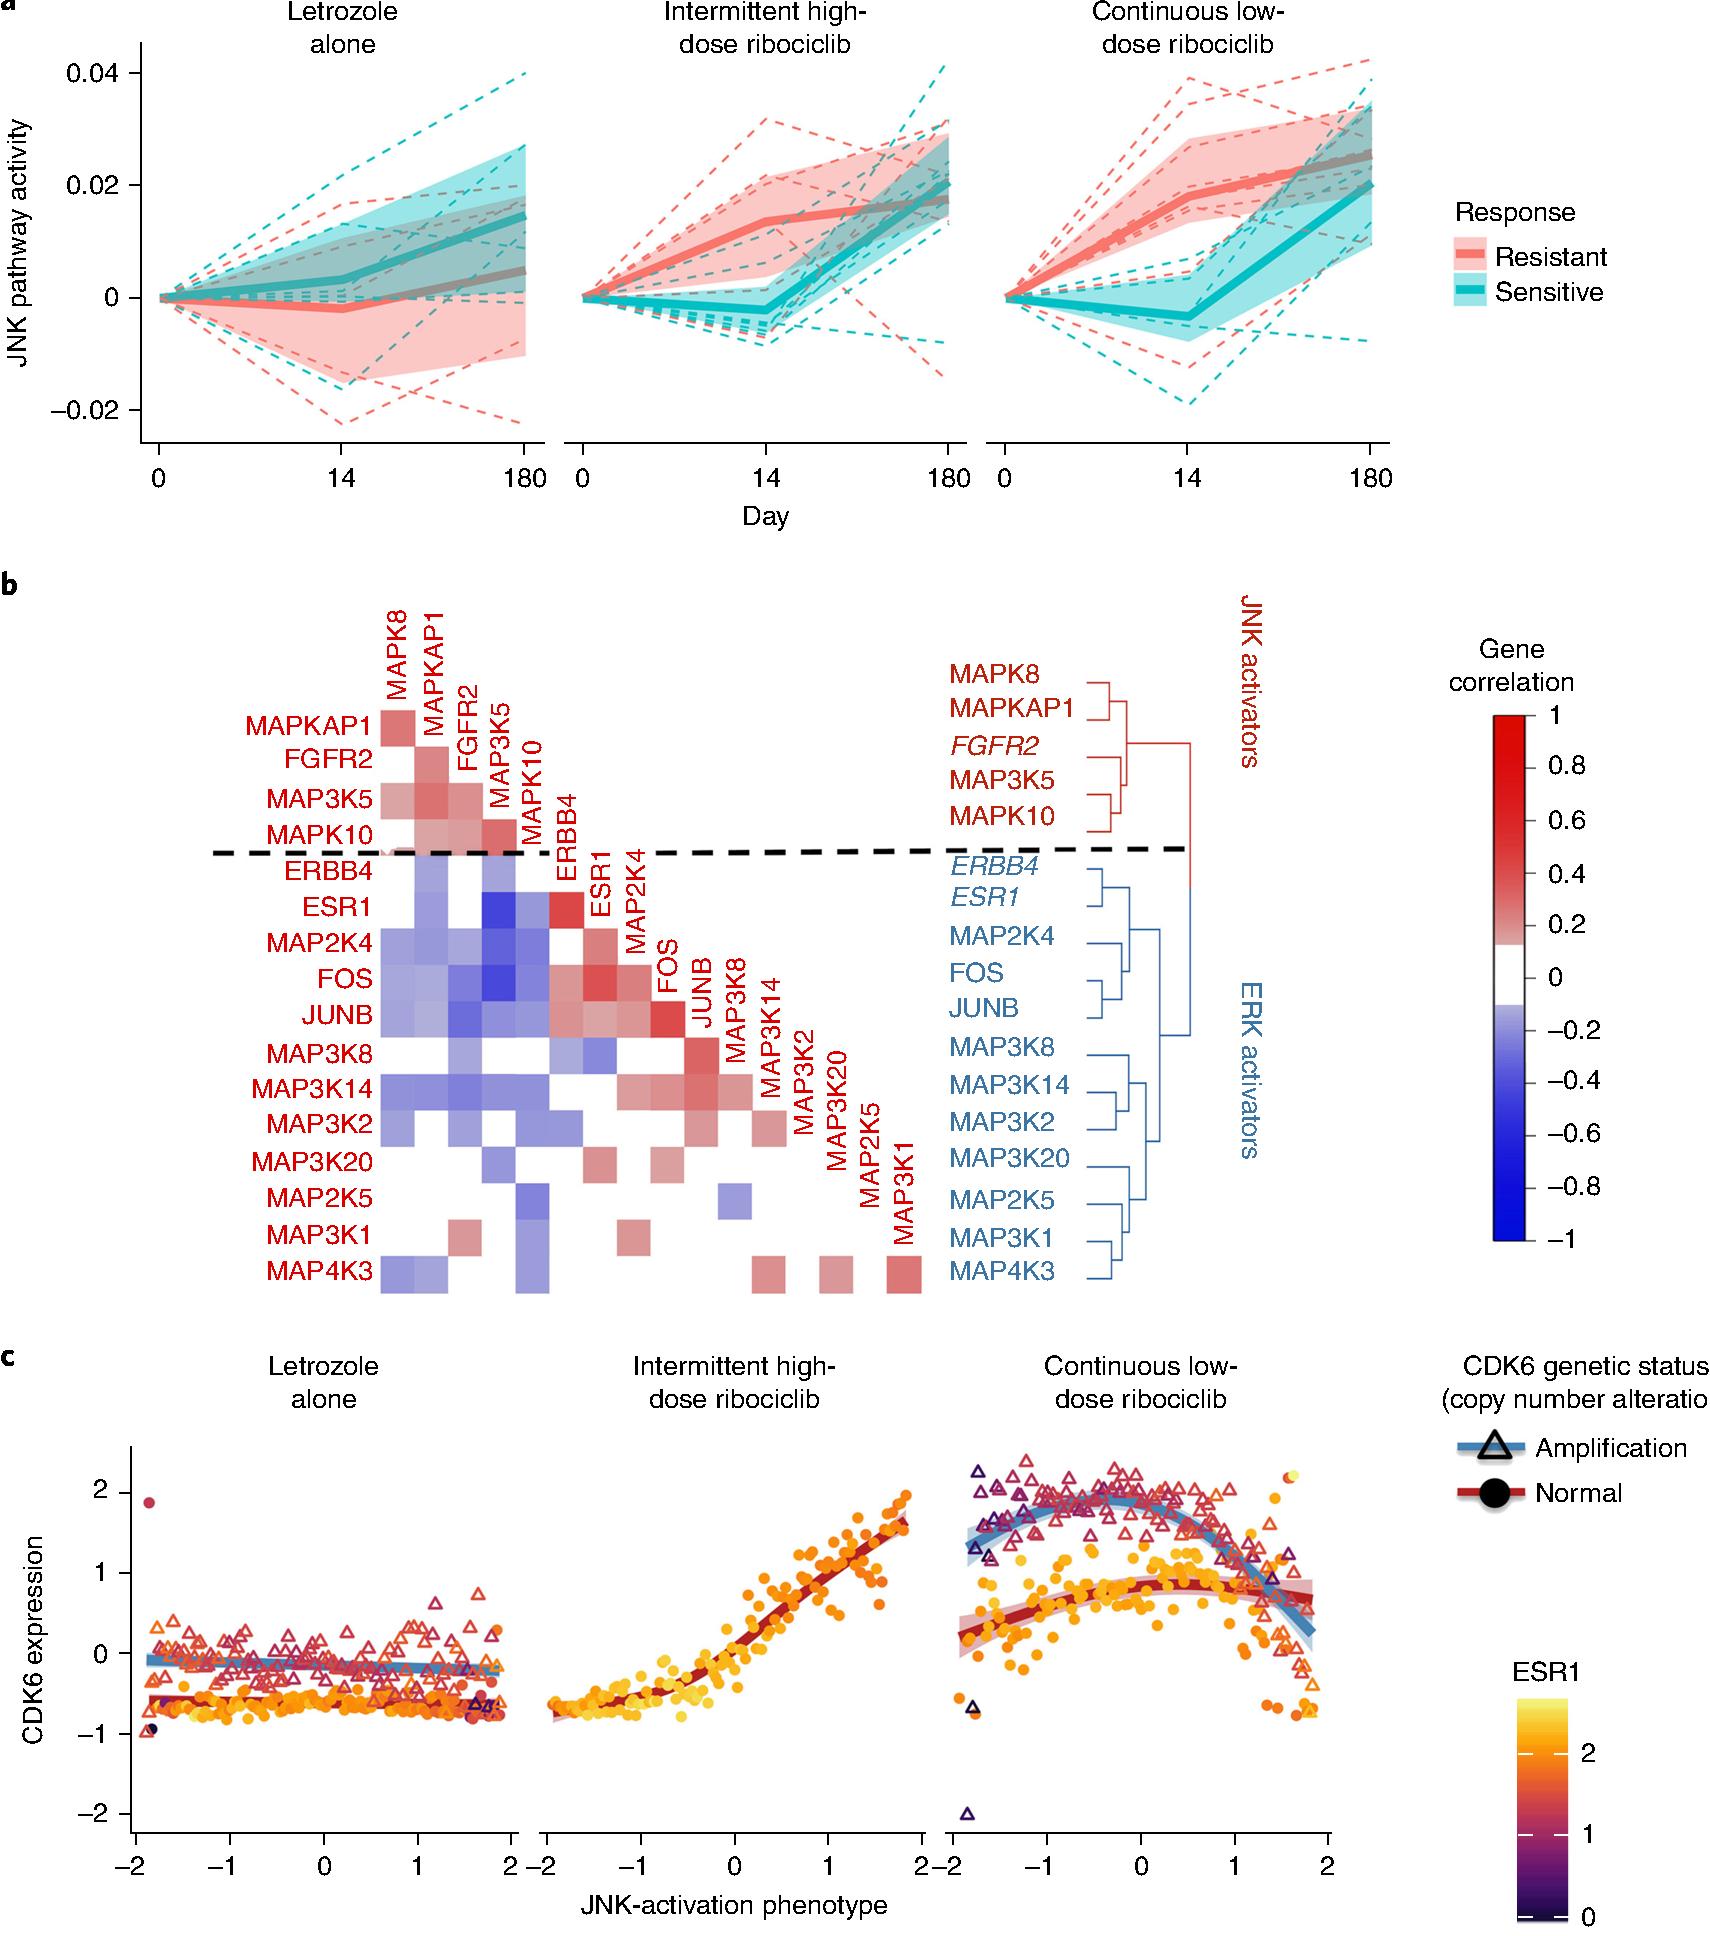 a
Letrozole
alone
Intermittent high-
dose ribociclib
Continuous low-
dose ribociclib
JNK pathway activity
0.04
0.02
0
−0.02
0
14
180
0
14
180
0
14
180
Day
Response
Resistant
Sensitive
b
MAPK8
MAPKAP1
FGFR2
MAP3K5
MAPK10
ERBB4
ESR1
MAP2K4
FOS
JUNB
MAP3K8
MAP3K14
MAP3K2
MAP3K20
MAP2K5
MAP3K1
MAPKAP1
FGFR2
MAP3K5
MAPK10
ERBB4
ESR1
MAP2K4
FOS
JUNB
MAP3K8
MAP3K14
MAP3K2
MAP3K20
MAP2K5
MAP3K1
MAP4K3
MAPK8
MAPKAP1
FGFR2
MAP3K5
MAPK10
ERBB4
ESR1
MAP2K4
FOS
JUNB
MAP3K8
MAP3K14
MAP3K2
MAP3K20
MAP2K5
MAP3K1
MAP4K3
JNK activators
ERK activators
Gene
correlation
1
0.8
0.6
0.4
0.2
0
−0.2
−0.4
−0.6
−0.8
−1
c
Letrozole
alone
Intermittent high-
dose ribociclib
Continuous low-
dose ribociclib
CDK6 expression
2
1
0
−1
−2
−2
−1
0
1
2
−2
−1
0
1
2
−2
−1
0
1
2
JNK-activation phenotype
CDK6 genetic status
(copy number alteratio
Amplification
Normal
ESR1
2
1
0